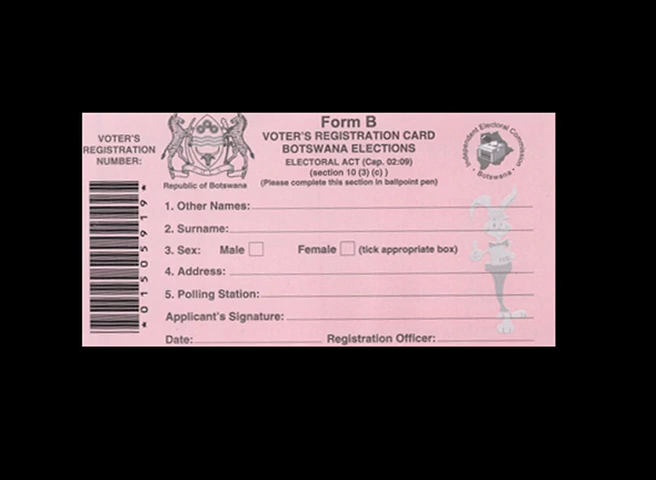 VOTER'S
REGISTRATION
NUMBER:
*01505919*
Republic of Botswana
Form B
VOTER'S REGISTRATION CARD
BOTSWANA ELECTIONS
ELECTORAL ACT (Cap. 02:09)
(section 10 (3) (c) )
(Please complete this section in ballpoint pen)
Independent Electoral Commission
Botswana
1. Other Names:
2. Surname:
3. Sex: Male Female (tick appropriate box)
4. Address:
5. Polling Station:
Applicant's Signature:
Date: Registration Officer: